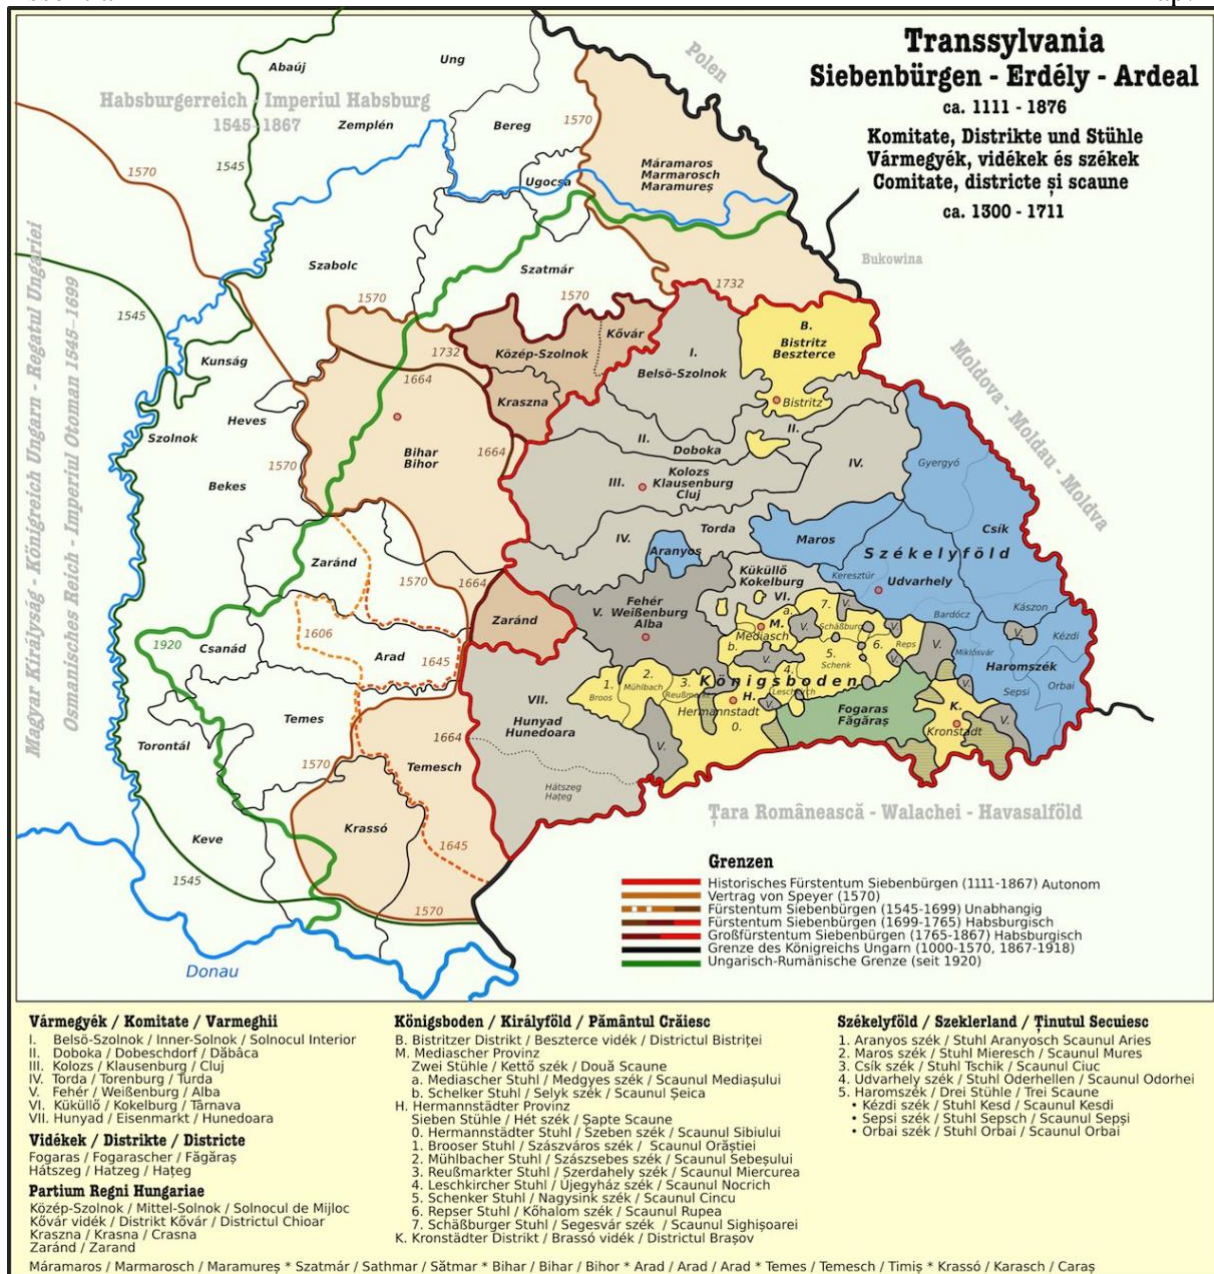 Transsylvania
Siebenbürgen - Erdély - Ardeal
ca. 1111 - 1876
Komitate, Distrikte und Stühle
Vármegyék, vidékek és székek
Comitate, districte și scaune
ca. 1300 - 1711
Habsburgerreich - Imperiul Habsburg
1545-1867
Polen
Bukowina
Moldova - Moldau - Moldva
Țara Românească - Walachei - Havasalföld
Magyar Királyság - Königreich Ungarn - Regatul Ungariei
Osmanisches Reich - Imperiul Otoman 1545-1699
Abaúj
Ung
Zemplén
Bereg
Ugocsa
1570
1545
1570
1545
Máramaros
Marmarosch
Maramureș
Szabolc
Szatmár
1570
1570
1732
1732
1664
Kővár
Közép-Szolnok
Kraszna
I.
Belsö-Szolnok
B.
Bistritz
Beszterce
Bistritz
Kunság
Heves
Szolnok
Bekes
1570
Bihar
Bihor
1664
II.
Doboka
II.
III.
Kolozs
Klausenburg
Cluj
IV.
Gyergyó
Csík
IV.
Torda
Aranyos
Maros
Székelyföld
Keresztúr
Udvarhely
Zaránd
1570
1664
Zaránd
Küküllő
Kokelburg
VI.
Fehér
V. Weißenburg
Alba
a.
M.
Mediasch
b.
7.
V.
Schäßburg
V.
Bardócz
Kászon
Kézdi
V.
6.
Reps
V.
V.
Miklósvár
Haromszék
Orbai
Sepsi
1606
1920
Csanád
Arad
1645
V.
5.
Schenk
4.
Königsboden
Leschkirch
1.
Broos
2.
Mühlbach
3.
H.
Hermannstadt
0.
V.
V.
Fogaras
Făgăraș
V.
K.
Kronstadt
V.
VII.
Hunyad
Hunedoara
Hátszeg
Hațeg
Temes
Torontál
1570
1664
Temesch
Krassó
Keve
1645
1545
1570
Donau
Grenzen
Historisches Fürstentum Siebenbürgen (1111-1867) Autonom
Vertrag von Speyer (1570)
Fürstentum Siebenbürgen (1545-1699) Unabhangig
Fürstentum Siebenbürgen (1699-1765) Habsburgisch
Großfürstentum Siebenbürgen (1765-1867) Habsburgisch
Grenze des Königreichs Ungarn (1000-1570, 1867-1918)
Ungarisch-Rumänische Grenze (seit 1920)
Vármegyék / Komitate / Varmeghii
I. Belsö-Szolnok / Inner-Solnok / Solnocul Interior
II. Doboka / Dobeschdorf / Dăbâca
III. Kolozs / Klausenburg / Cluj
IV. Torda / Torenburg / Turda
V. Fehér / Weißenburg / Alba
VI. Küküllő / Kokelburg / Târnava
VII. Hunyad / Eisenmarkt / Hunedoara
Vidékek / Distrikte / Districte
Fogaras / Fogarascher / Făgăraș
Hátszeg / Hatzeg / Hațeg
Partium Regni Hungariae
Közép-Szolnok / Mittel-Solnok / Solnocul de Mijloc
Kővár vidék / Distrikt Kővár / Districtul Chioar
Kraszna / Krasna / Crasna
Zaránd / Zarand
Königsboden / Királyföld / Pământul Crăiesc
B. Bistritzer Distrikt / Beszterce vidék / Districtul Bistriței
M. Mediascher Provinz
Zwei Stühle / Kettő szék / Două Scaune
a. Mediascher Stuhl / Medgyes szék / Scaunul Mediașului
b. Schelker Stuhl / Selyk szék / Scaunul Șeica
H. Hermannstädter Provinz
Sieben Stühle / Hét szék / Șapte Scaune
0. Hermannstädter Stuhl / Szeben szék / Scaunul Sibiului
1. Brooser Stuhl / Szászváros szék / Scaunul Orăștiei
2. Mühlbacher Stuhl / Szászsebes szék / Scaunul Sebeșului
3. Reußmarkter Stuhl / Szerdahely szék / Scaunul Miercurea
4. Leschkircher Stuhl / Újegyház szék / Scaunul Nocrich
5. Schenker Stuhl / Nagysink szék / Scaunul Cincu
6. Repser Stuhl / Kőhalom szék / Scaunul Rupea
7. Schäßburger Stuhl / Segesvár szék / Scaunul Sighișoarei
K. Kronstädter Distrikt / Brassó vidék / Districtul Brașov
Székelyföld / Szeklerland / Ținutul Secuiesc
1. Aranyos szék / Stuhl Aranyosch Scaunul Aries
2. Maros szék / Stuhl Mieresch / Scaunul Mures
3. Csík szék / Stuhl Tschik / Scaunul Ciuc
4. Udvarhely szék / Stuhl Oderhellen / Scaunul Odorhei
5. Haromszék / Drei Stühle / Trei Scaune
• Kézdi szék / Stuhl Kesd / Scaunul Kesdi
• Sepsi szék / Stuhl Sepsch / Scaunul Sepși
• Orbai szék / Stuhl Orbai / Scaunul Orbai
Máramaros / Marmarosch / Maramureș * Szatmár / Sathmar / Sătmar * Bihar / Bihar / Bihor * Arad / Arad / Arad * Temes / Temesch / Timiș * Krassó / Karasch / Caraș